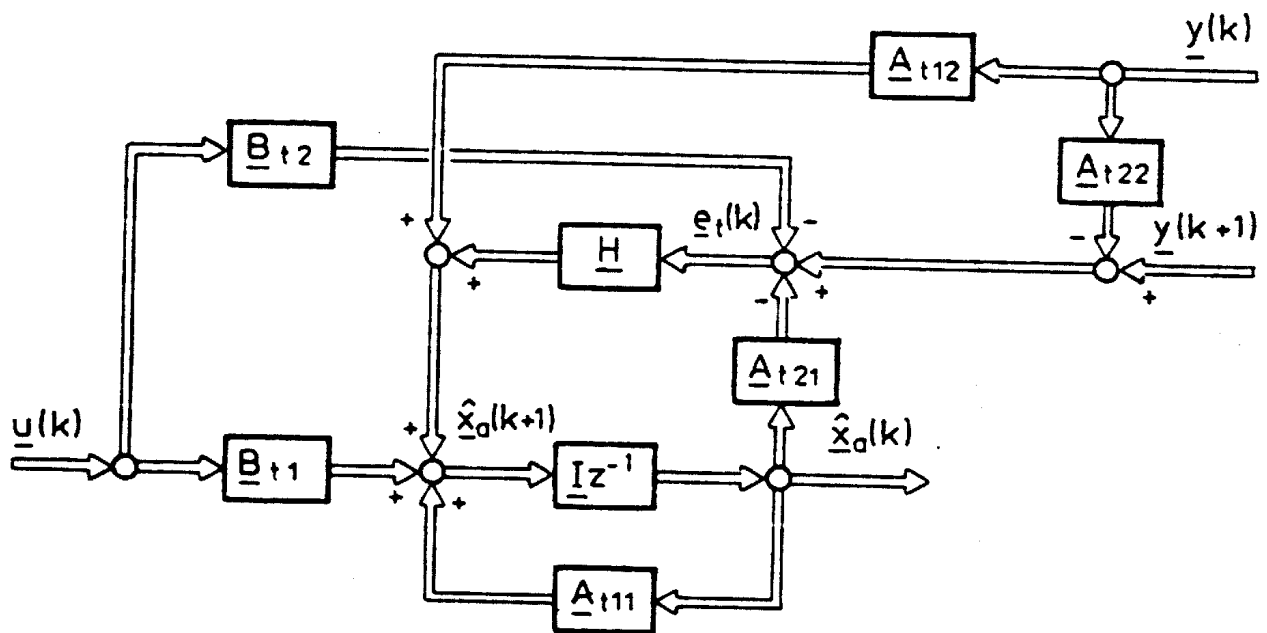 y(k)
A t12
B t2
A t22
+
-
e t(k)
-
y(k+1)
H
+
-
+
+
A t21
u(k)
+
x̂a(k+1)
x̂a(k)
B t1
I z⁻¹
+
+
A t11